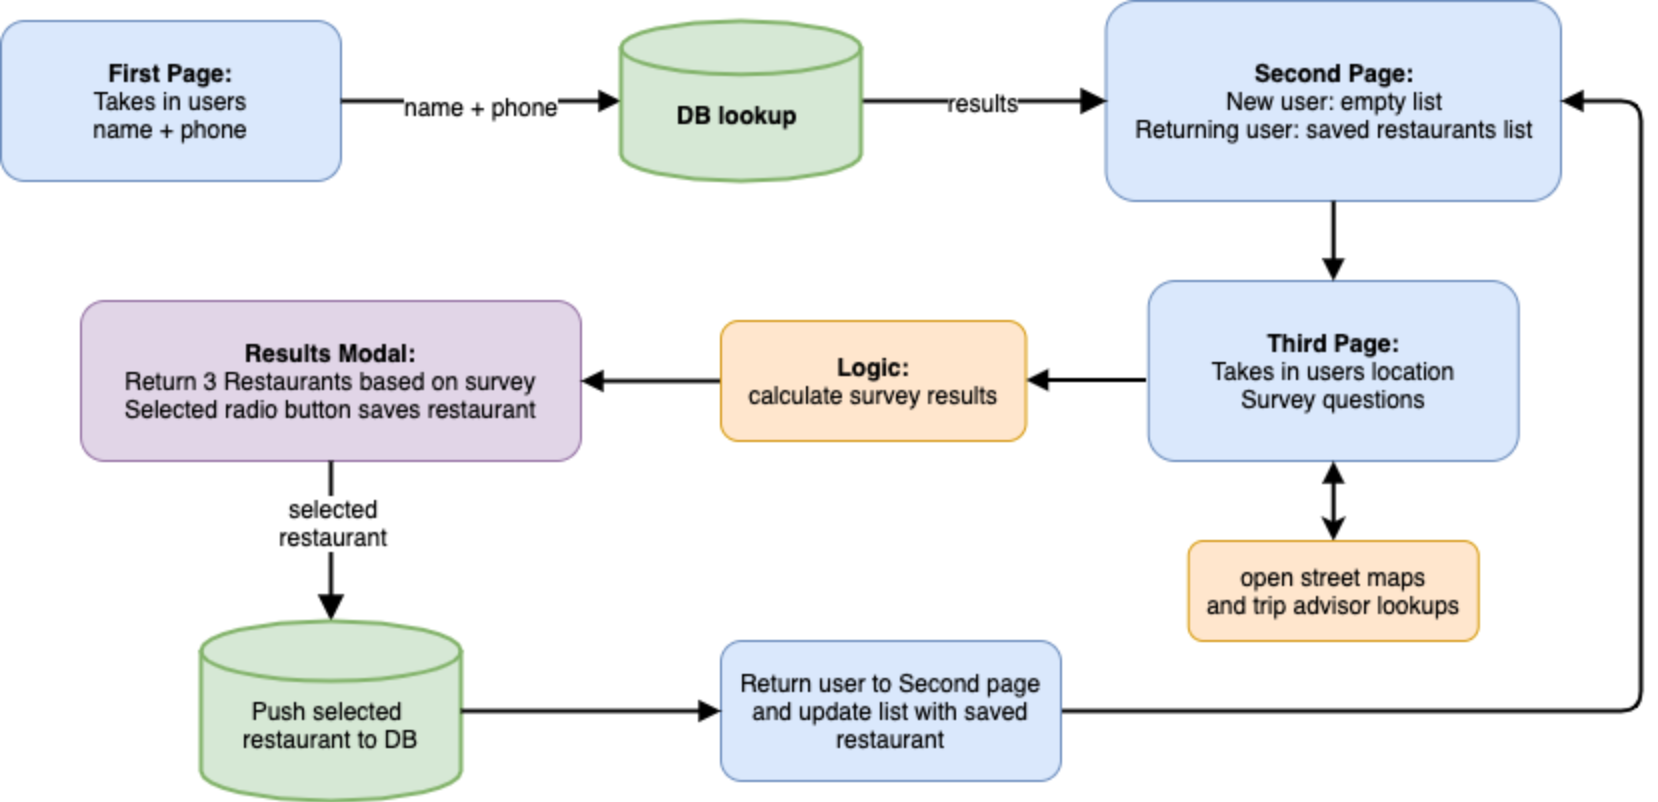 First Page:
Takes in users
name + phone
name + phone
DB lookup
results
Second Page:
New user: empty list
Returning user: saved restaurants list
Third Page:
Takes in users location
Survey questions
open street maps
and trip advisor lookups
Logic:
calculate survey results
Results Modal:
Return 3 Restaurants based on survey
Selected radio button saves restaurant
selected
restaurant
Push selected
restaurant to DB
Return user to Second page
and update list with saved
restaurant